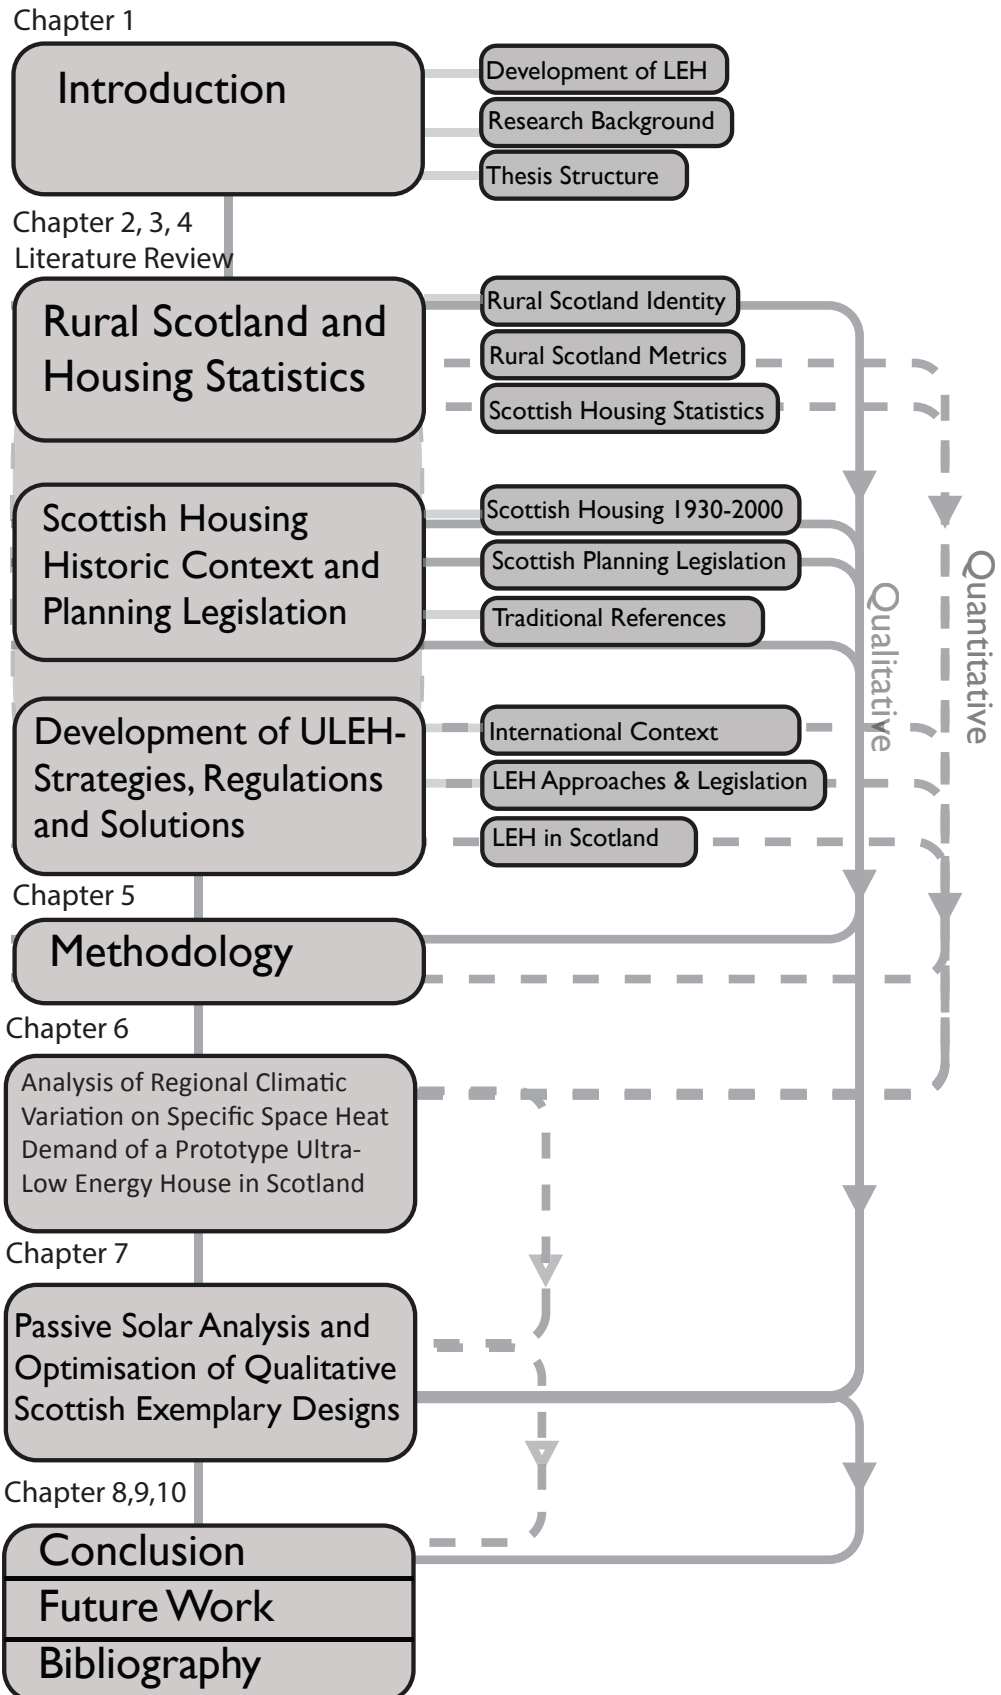 Chapter 1
Introduction
Development of LEH
Research Background
Thesis Structure
Chapter 2, 3, 4
Literature Review
Rural Scotland and
Housing Statistics
Rural Scotland Identity
Rural Scotland Metrics
Scottish Housing Statistics
Scottish Housing
Historic Context and
Planning Legislation
Scottish Housing 1930-2000
Scottish Planning Legislation
Traditional References
Qualitative
Quantitative
Development of ULEH-
Strategies, Regulations
and Solutions
International Context
LEH Approaches & Legislation
LEH in Scotland
Chapter 5
Methodology
Chapter 6
Analysis of Regional Climatic
Variation on Specific Space Heat
Demand of a Prototype Ultra-
Low Energy House in Scotland
Chapter 7
Passive Solar Analysis and
Optimisation of Qualitative
Scottish Exemplary Designs
Chapter 8,9,10
Conclusion
Future Work
Bibliography